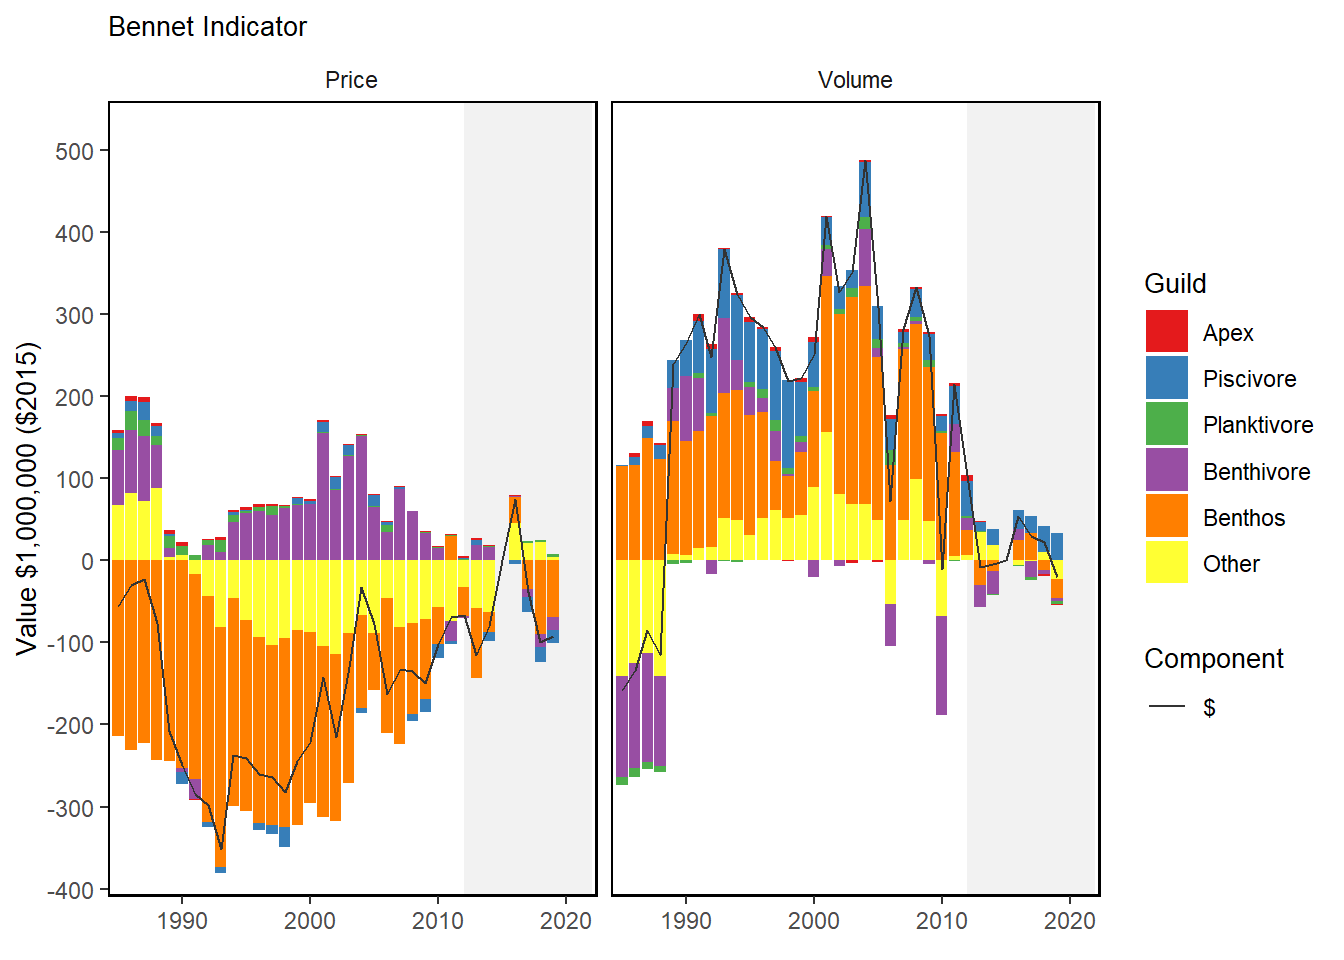 Bennet Indicator
Price
Volume
Value $1,000,000 ($2015)
500
400
300
200
100
0
-100
-200
-300
-400
1990
2000
2010
2020
1990
2000
2010
2020
Guild
Apex
Piscivore
Planktivore
Benthivore
Benthos
Other
Component
$